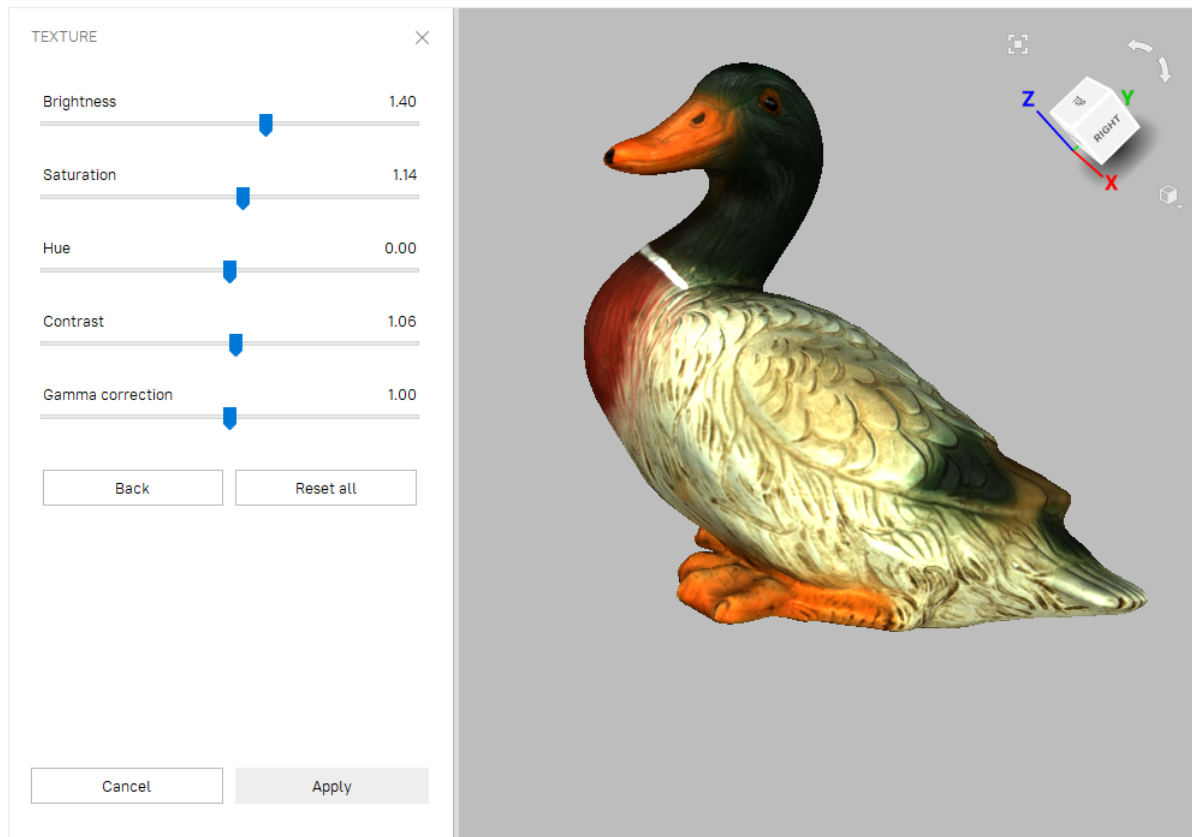 TEXTURE
Brightness 1.40
Saturation 1.14
Hue 0.00
Contrast 1.06
Gamma correction 1.00
Back Reset all
Cancel Apply
Z Y
TOP
RIGHT
X